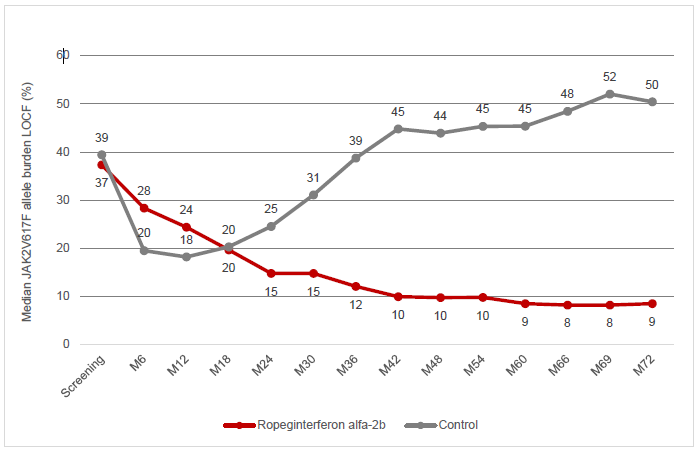 Median JAK2V617F allele burden LOCF (%)
60
50
40
30
20
10
0
39
37
28
20
24
18
20
20
25
15
31
15
39
12
45
10
44
10
45
10
45
9
48
8
52
8
50
9
Screening
M6
M12
M18
M24
M30
M36
M42
M48
M54
M60
M66
M69
M72
Ropeginterferon alfa-2b
Control